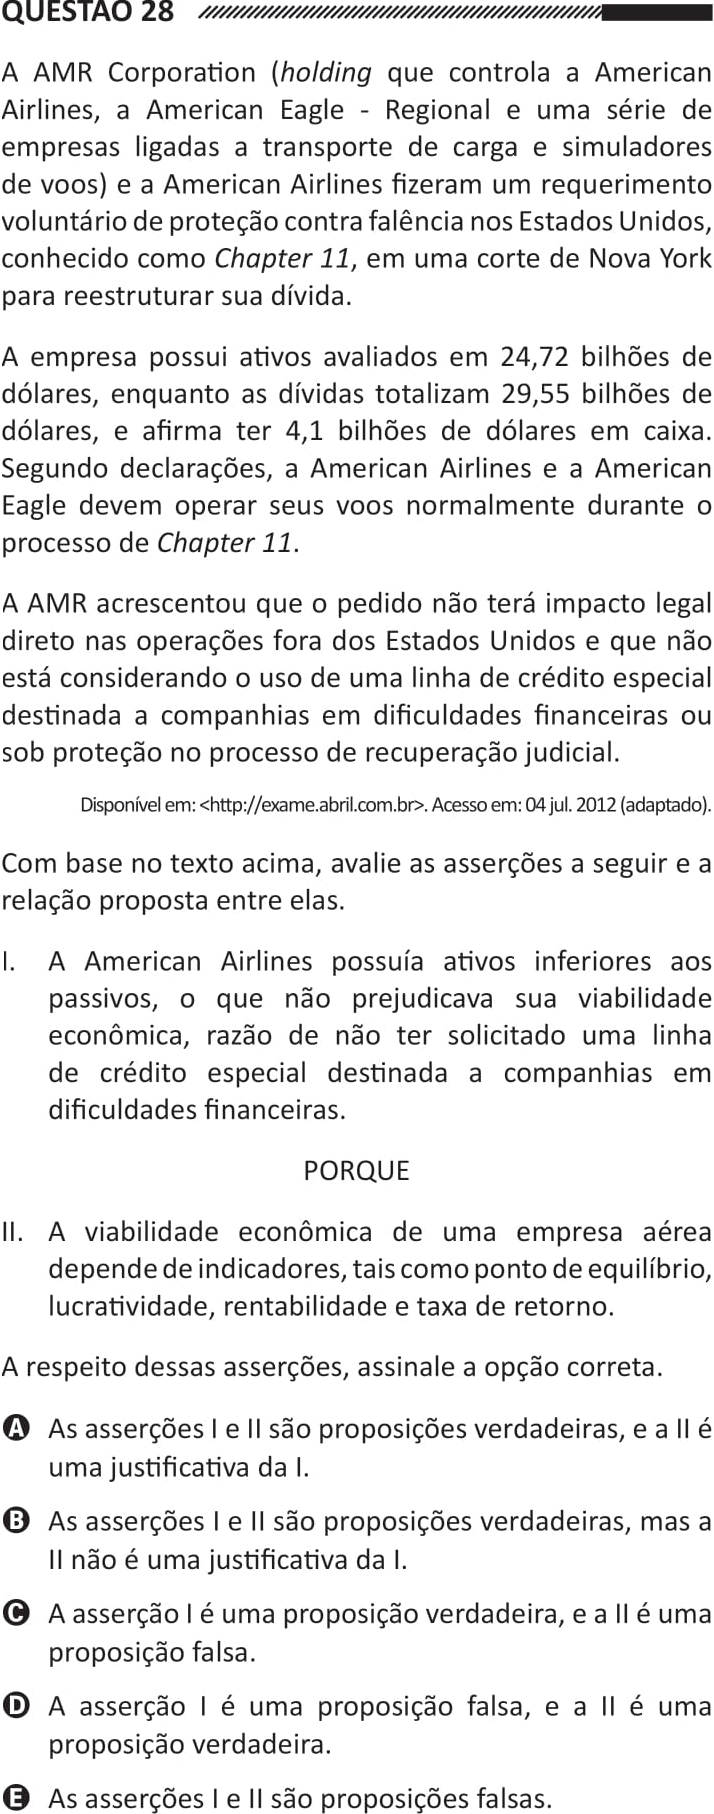 QUESTÃO 28
A AMR Corporation (holding que controla a American
Airlines, a American Eagle - Regional e uma série de
empresas ligadas a transporte de carga e simuladores
de voos) e a American Airlines fizeram um requerimento
voluntário de proteção contra falência nos Estados Unidos,
conhecido como Chapter 11, em uma corte de Nova York
para reestruturar sua dívida.
A empresa possui ativos avaliados em 24,72 bilhões de
dólares, enquanto as dívidas totalizam 29,55 bilhões de
dólares, e afirma ter 4,1 bilhões de dólares em caixa.
Segundo declarações, a American Airlines e a American
Eagle devem operar seus voos normalmente durante o
processo de Chapter 11.
A AMR acrescentou que o pedido não terá impacto legal
direto nas operações fora dos Estados Unidos e que não
está considerando o uso de uma linha de crédito especial
destinada a companhias em dificuldades financeiras ou
sob proteção no processo de recuperação judicial.
Disponível em: <http://exame.abril.com.br>. Acesso em: 04 jul. 2012 (adaptado).
Com base no texto acima, avalie as asserções a seguir e a
relação proposta entre elas.
I. A American Airlines possuía ativos inferiores aos
passivos, o que não prejudicava sua viabilidade
econômica, razão de não ter solicitado uma linha
de crédito especial destinada a companhias em
dificuldades financeiras.
PORQUE
II. A viabilidade econômica de uma empresa aérea
depende de indicadores, tais como ponto de equilíbrio,
lucratividade, rentabilidade e taxa de retorno.
A respeito dessas asserções, assinale a opção correta.
A As asserções I e II são proposições verdadeiras, e a II é
uma justificativa da I.
B As asserções I e II são proposições verdadeiras, mas a
II não é uma justificativa da I.
C A asserção I é uma proposição verdadeira, e a II é uma
proposição falsa.
D A asserção I é uma proposição falsa, e a II é uma
proposição verdadeira.
E As asserções I e II são proposições falsas.